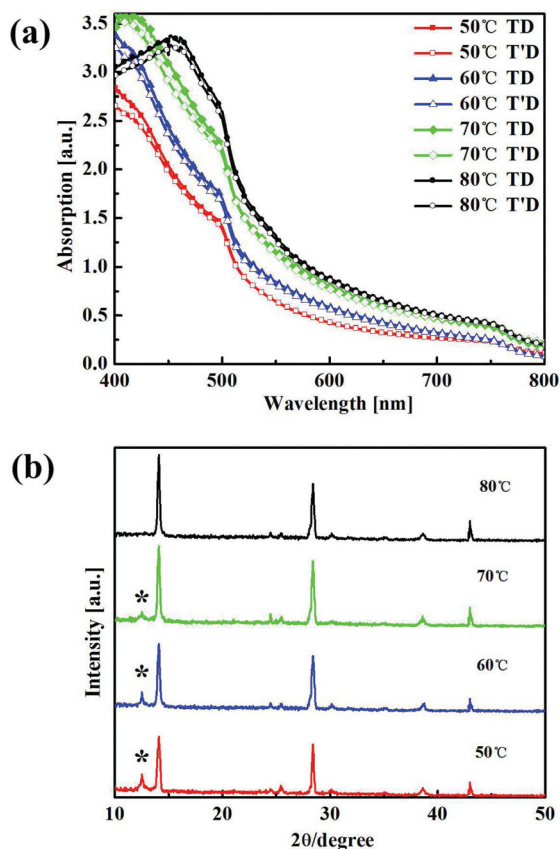 (a)
3.5
3.0
2.5
2.0
1.5
1.0
0.5
0.0
Absorption [a.u.]
50℃ TD
50℃ T'D
60℃ TD
60℃ T'D
70℃ TD
70℃ T'D
80℃ TD
80℃ T'D
400 500 600 700 800
Wavelength [nm]
(b)
Intensity [a.u.]
80℃
70℃
*
60℃
*
50℃
*
10 20 30 40 50
2θ/degree